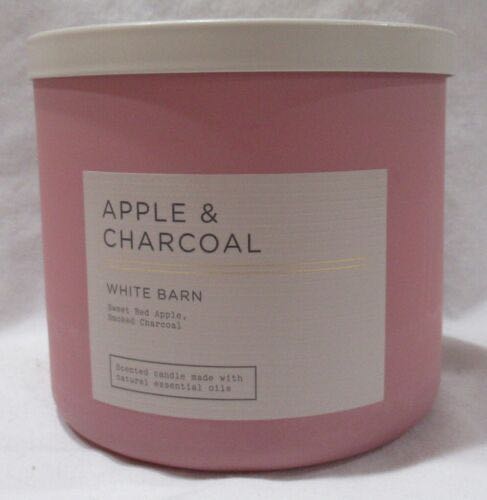 APPLE &
CHARCOAL
WHITE BARN
Sweet Red Apple,
Smoked Charcoal
Scented candle made with
natural essential oils